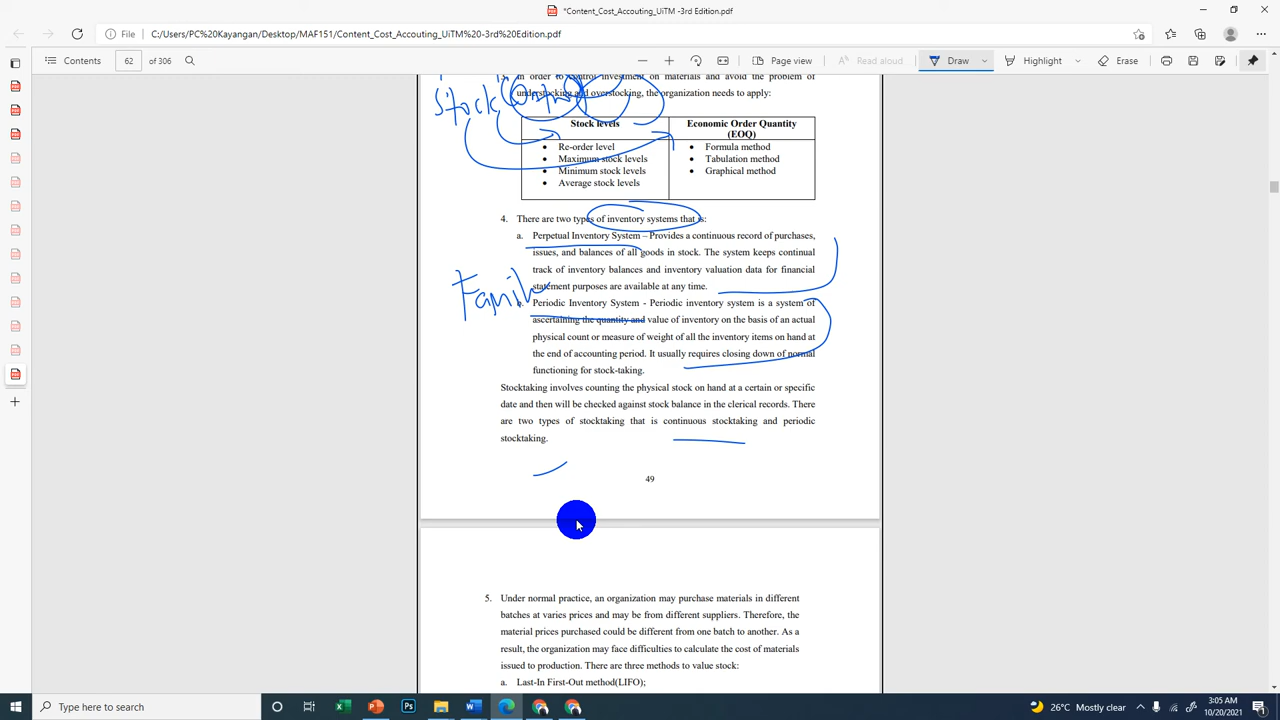 *Content_Cost_Accouting_UiTM -3rd Edition.pdf
File C:/Users/PC%20Kayangan/Desktop/MAF151/Content_Cost_Accouting_UiTM%20-3rd%20Edition.pdf
Contents 62 of 306 Page view Read aloud Draw Highlight Erase
in order to control investment on materials and avoid the problem of
Stock Control
understocking and overstocking, the organization needs to apply:
Stock levels
Economic Order Quantity
(EOQ)
• Re-order level
• Maximum stock levels
• Minimum stock levels
• Average stock levels
• Formula method
• Tabulation method
• Graphical method
4. There are two types of inventory systems that is:
a. Perpetual Inventory System – Provides a continuous record of purchases,
issues, and balances of all goods in stock. The system keeps continual
track of inventory balances and inventory valuation data for financial
statement purposes are available at any time.
b. Periodic Inventory System - Periodic inventory system is a system of
ascertaining the quantity and value of inventory on the basis of an actual
physical count or measure of weight of all the inventory items on hand at
the end of accounting period. It usually requires closing down of normal
functioning for stock-taking.
Stocktaking involves counting the physical stock on hand at a certain or specific
date and then will be checked against stock balance in the clerical records. There
are two types of stocktaking that is continuous stocktaking and periodic
stocktaking.
49
5. Under normal practice, an organization may purchase materials in different
batches at varies prices and may be from different suppliers. Therefore, the
material prices purchased could be different from one batch to another. As a
result, the organization may face difficulties to calculate the cost of materials
issued to production. There are three methods to value stock:
a. Last-In First-Out method(LIFO);
Type here to search
26°C Mostly clear
3:05 AM
10/20/2021